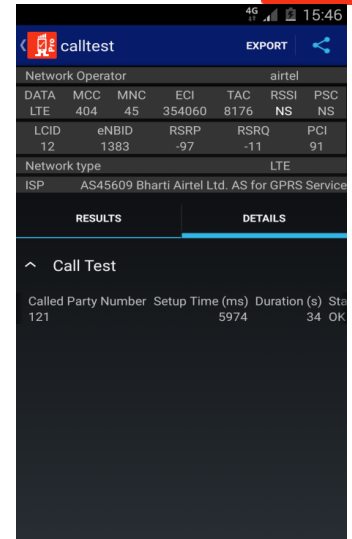 4G 15:46
Pro calltest EXPORT
Network Operator airtel
DATA MCC MNC ECI TAC RSSI PSC
LTE 404 45 354060 8176 NS NS
LCID eNBID RSRP RSRQ PCI
12 1383 -97 -11 91
Network type LTE
ISP AS45609 Bharti Airtel Ltd. AS for GPRS Service
RESULTS DETAILS
Call Test
Called Party Number Setup Time (ms) Duration (s) Sta
121 5974 34 OK